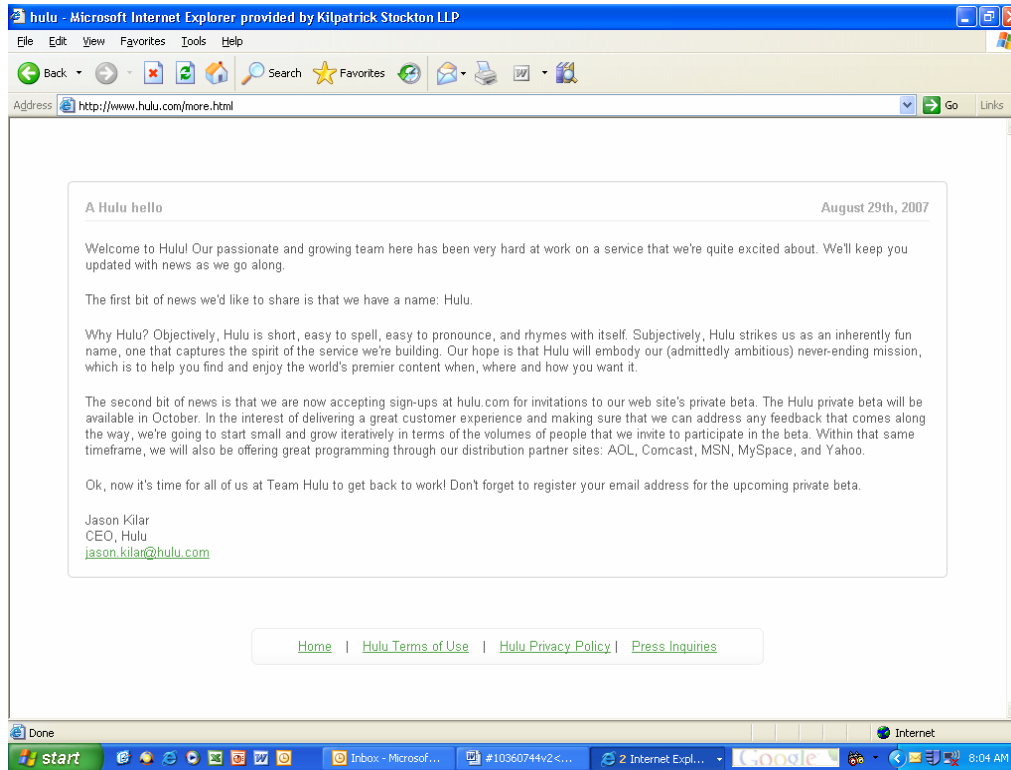 hulu - Microsoft Internet Explorer provided by Kilpatrick Stockton LLP
File Edit View Favorites Tools Help
Back Search Favorites
Address http://www.hulu.com/more.html Go Links
A Hulu hello August 29th, 2007
Welcome to Hulu! Our passionate and growing team here has been very hard at work on a service that we're quite excited about. We'll keep you
updated with news as we go along.
The first bit of news we'd like to share is that we have a name: Hulu.
Why Hulu? Objectively, Hulu is short, easy to spell, easy to pronounce, and rhymes with itself. Subjectively, Hulu strikes us as an inherently fun
name, one that captures the spirit of the service we're building. Our hope is that Hulu will embody our (admittedly ambitious) never-ending mission,
which is to help you find and enjoy the world's premier content when, where and how you want it.
The second bit of news is that we are now accepting sign-ups at hulu.com for invitations to our web site's private beta. The Hulu private beta will be
available in October. In the interest of delivering a great customer experience and making sure that we can address any feedback that comes along
the way, we're going to start small and grow iteratively in terms of the volumes of people that we invite to participate in the beta. Within that same
timeframe, we will also be offering great programming through our distribution partner sites: AOL, Comcast, MSN, MySpace, and Yahoo.
Ok, now it's time for all of us at Team Hulu to get back to work! Don't forget to register your email address for the upcoming private beta.
Jason Kilar
CEO, Hulu
jason.kilar@hulu.com
Home | Hulu Terms of Use | Hulu Privacy Policy | Press Inquiries
Done Internet
start Inbox - Microsof... #10360744v2<... 2 Internet Expl... Google 8:04 AM